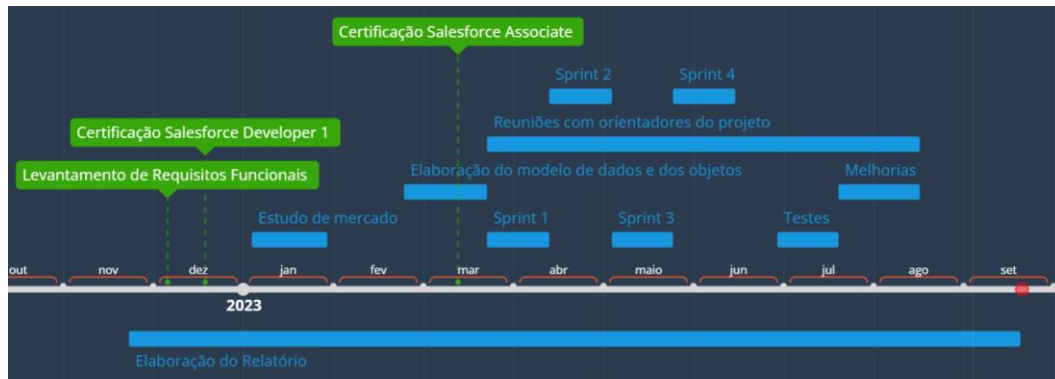 Certificação Salesforce Associate
Sprint 2
Sprint 4
Reuniões com orientadores do projeto
Certificação Salesforce Developer 1
Levantamento de Requisitos Funcionais
Elaboração do modelo de dados e dos objetos
Melhorias
Estudo de mercado
Sprint 1
Sprint 3
Testes
out nov dez jan fev mar abr maio jun jul ago set
2023
Elaboração do Relatório